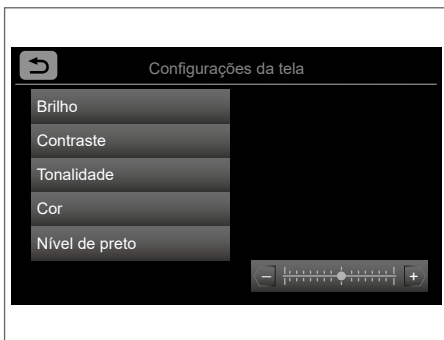 Configurações da tela
Brilho
Contraste
Tonalidade
Cor
Nível de preto
− +